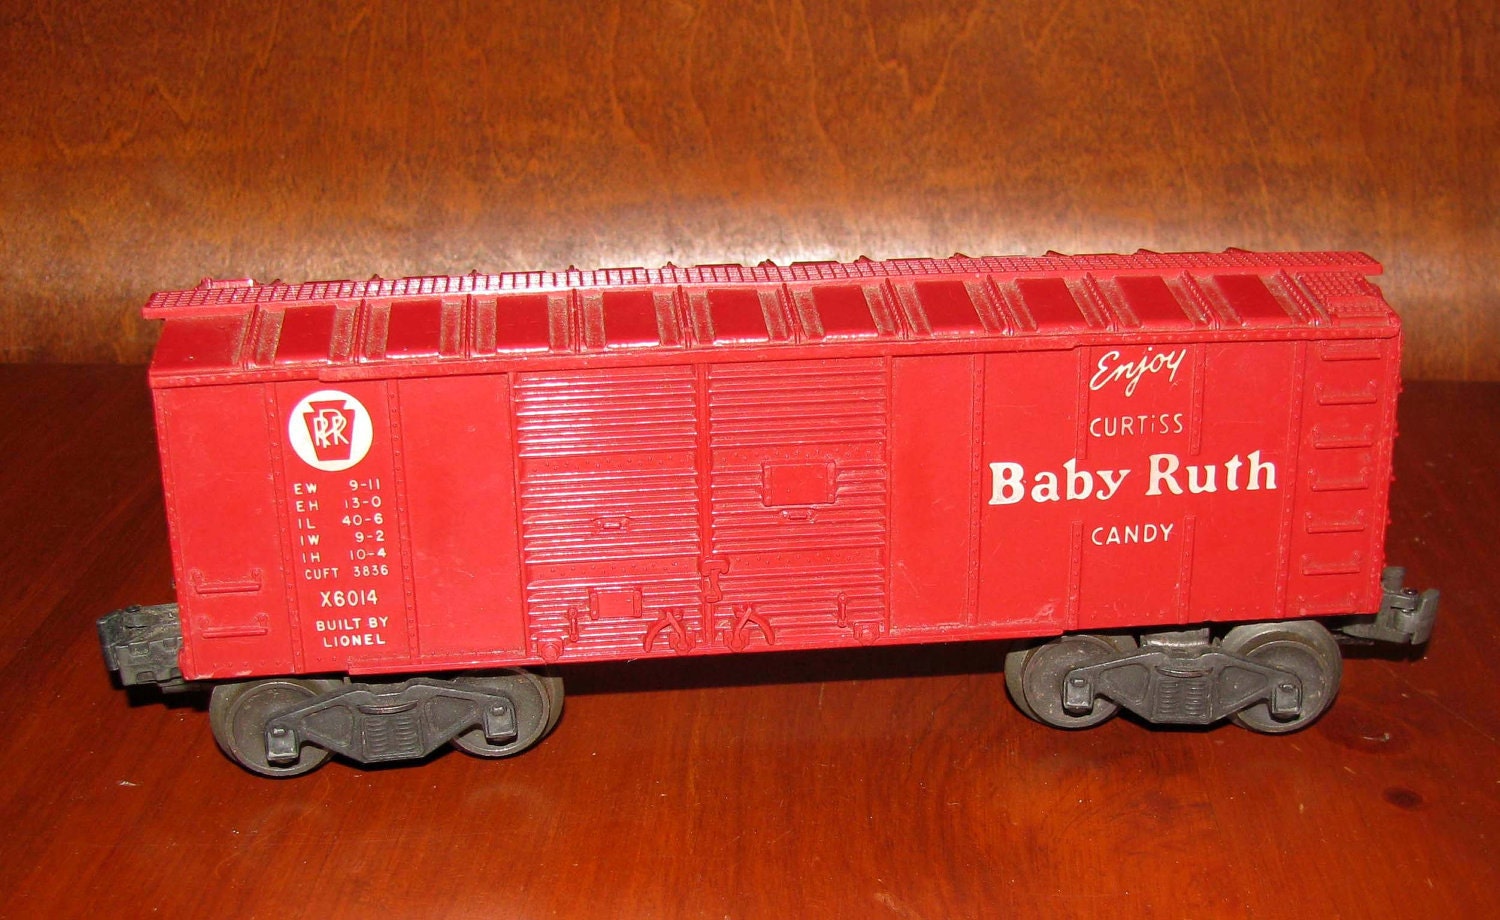 PRR
EW 9-11
EH 13-0
IL 40-6
IW 9-2
IH 10-4
CUFT 3836
X6014
BUILT BY
LIONEL
Enjoy
CURTiSS
Baby Ruth
CANDY